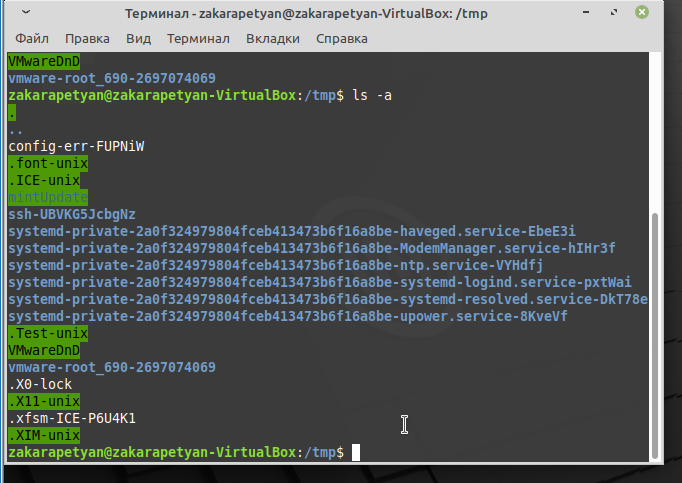 Терминал - zakarapetyan@zakarapetyan-VirtualBox: /tmp
Файл Правка Вид Терминал Вкладки Справка
VMwareDnD
vmware-root_690-2697074069
zakarapetyan@zakarapetyan-VirtualBox:/tmp$ ls -a
.
..
config-err-FUPNiW
.font-unix
.ICE-unix
mintUpdate
ssh-UBVKG5JcbgNz
systemd-private-2a0f324979804fceb413473b6f16a8be-haveged.service-EbeE3i
systemd-private-2a0f324979804fceb413473b6f16a8be-ModemManager.service-hIHr3f
systemd-private-2a0f324979804fceb413473b6f16a8be-ntp.service-VYHdfj
systemd-private-2a0f324979804fceb413473b6f16a8be-systemd-logind.service-pxtWai
systemd-private-2a0f324979804fceb413473b6f16a8be-systemd-resolved.service-DkT78e
systemd-private-2a0f324979804fceb413473b6f16a8be-upower.service-8KveVf
.Test-unix
VMwareDnD
vmware-root_690-2697074069
.X0-lock
.X11-unix
.xfsm-ICE-P6U4K1
.XIM-unix
zakarapetyan@zakarapetyan-VirtualBox:/tmp$